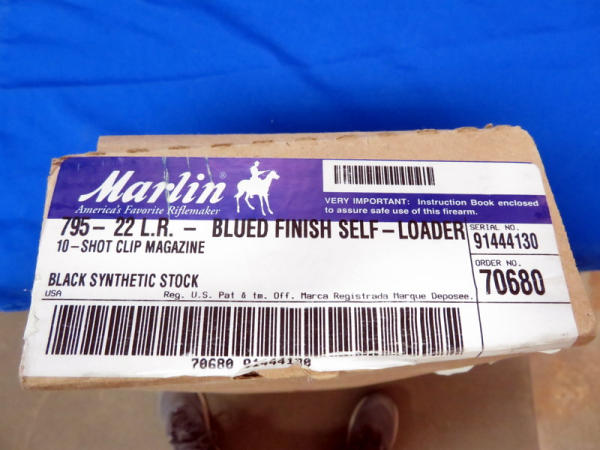 Marlin®
America's Favorite Riflemaker
VERY IMPORTANT: Instruction Book enclosed
to assure safe use of this firearm.
795- 22 L.R. - BLUED FINISH SELF-LOADER
10-SHOT CLIP MAGAZINE
SERIAL NO.
91444130
ORDER NO.
70680
BLACK SYNTHETIC STOCK
USA Reg. U.S. Pat & tm. Off. Marca Registrada Marque Deposee.
70680 91444130